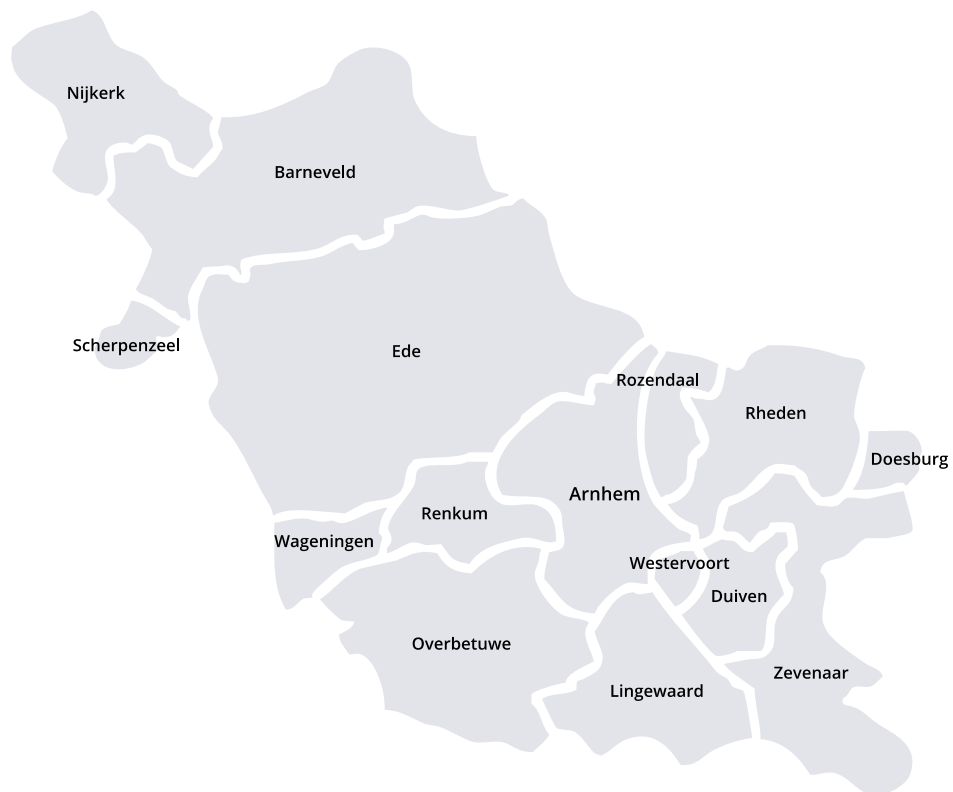 Nijkerk
Barneveld
Scherpenzeel
Ede
Rozendaal
Rheden
Doesburg
Arnhem
Renkum
Wageningen
Westervoort
Duiven
Overbetuwe
Zevenaar
Lingewaard